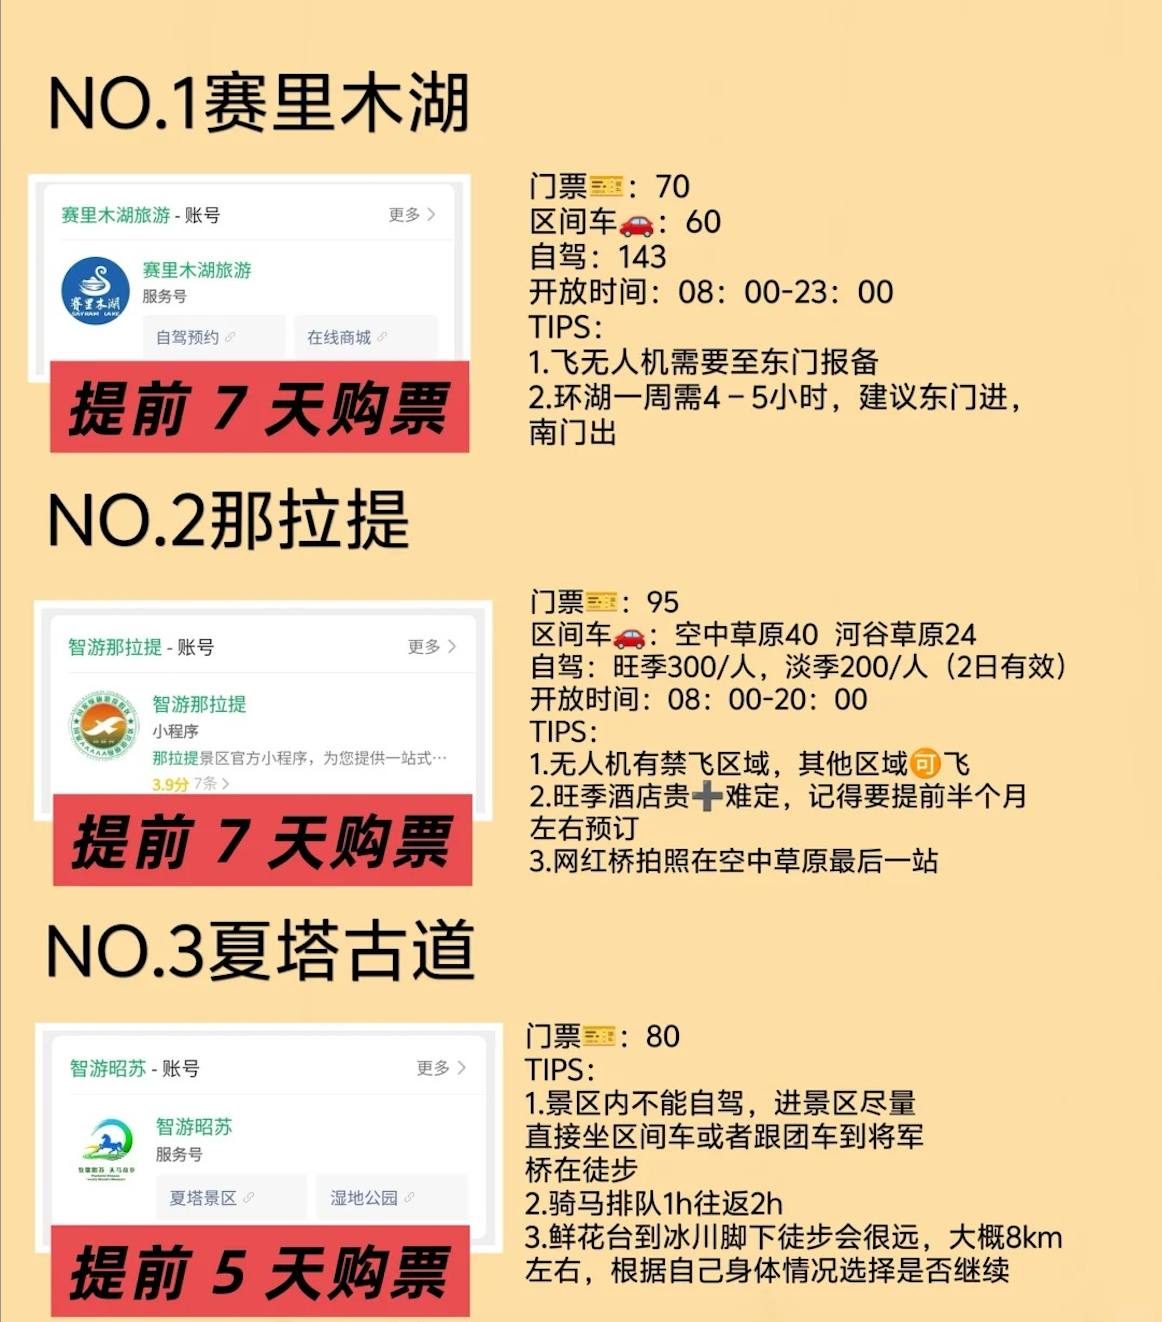 NO.1赛里木湖
赛里木湖旅游 - 账号
更多
赛里木湖旅游
服务号
赛里木湖
SAYRAM LAKE
自驾预约
在线商城
提前 7 天购票
门票🎫：70
区间车🚗：60
自驾：143
开放时间：08：00-23：00
TIPS：
1.飞无人机需要至东门报备
2.环湖一周需4－5小时，建议东门进，
南门出
NO.2那拉提
智游那拉提 - 账号
更多
智游那拉提
小程序
那拉提景区官方小程序，为您提供一站式…
3.9分 7条
提前 7 天购票
门票🎫：95
区间车🚗：空中草原40 河谷草原24
自驾：旺季300/人，淡季200/人（2日有效）
开放时间：08：00-20：00
TIPS：
1.无人机有禁飞区域，其他区域🉑飞
2.旺季酒店贵➕难定，记得要提前半个月
左右预订
3.网红桥拍照在空中草原最后一站
NO.3夏塔古道
智游昭苏 - 账号
更多
智游昭苏
服务号
夏塔景区
湿地公园
提前 5 天购票
门票🎫：80
TIPS：
1.景区内不能自驾，进景区尽量
直接坐区间车或者跟团车到将军
桥在徒步
2.骑马排队1h往返2h
3.鲜花台到冰川脚下徒步会很远，大概8km
左右，根据自己身体情况选择是否继续